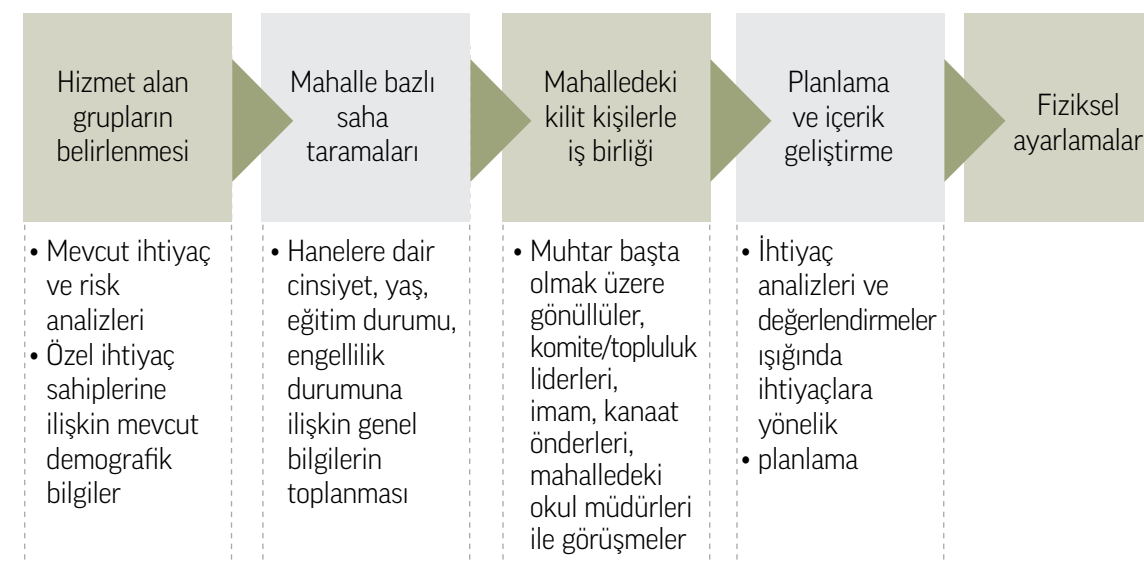 Hizmet alan
grupların
belirlenmesi
Mahalle bazlı
saha
taramaları
Mahalledeki
kilit kişilerle
iş birliği
Planlama
ve içerik
geliştirme
Fiziksel
ayarlamalar
• Mevcut ihtiyaç
ve risk
analizleri
• Özel ihtiyaç
sahiplerine
ilişkin mevcut
demografik
bilgiler
• Hanelere dair
cinsiyet, yaş,
eğitim durumu,
engellilik
durumuna
ilişkin genel
bilgilerin
toplanması
• Muhtar başta
olmak üzere
gönüllüler,
komite/topluluk
liderleri,
imam, kanaat
önderleri,
mahalledeki
okul müdürleri
ile görüşmeler
• İhtiyaç
analizleri ve
değerlendirmeler
ışığında
ihtiyaçlara
yönelik
• planlama